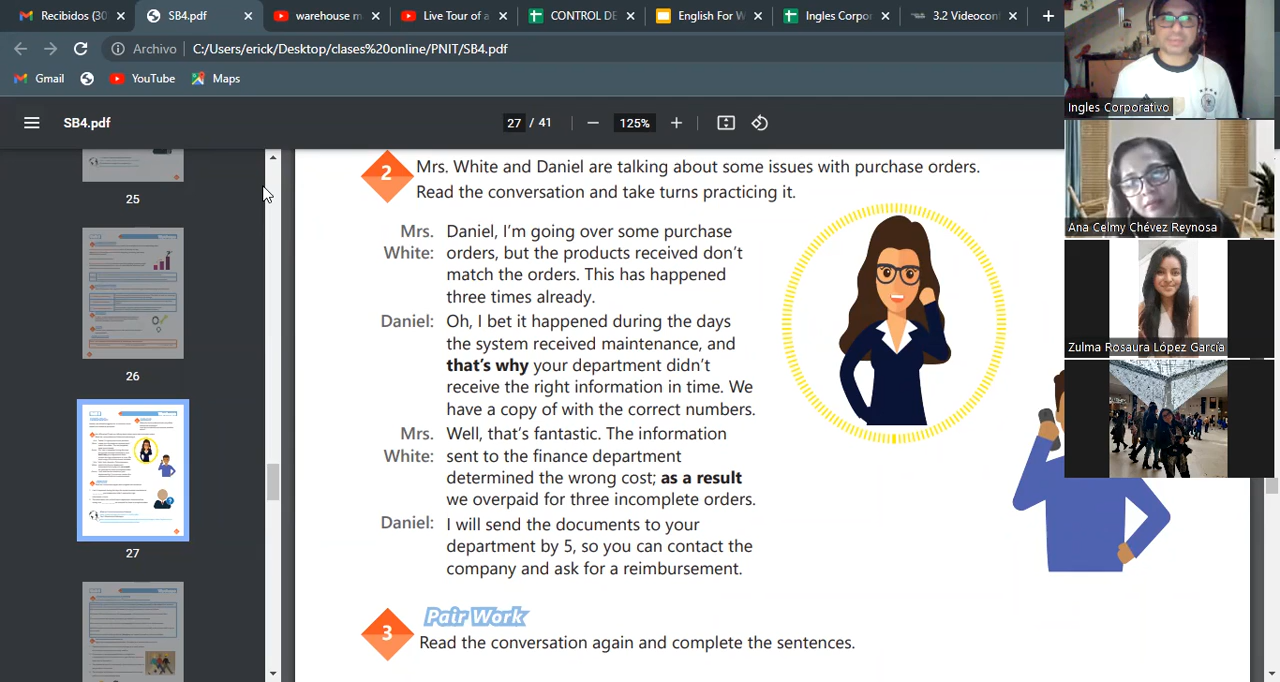 Recibidos (30
SB4.pdf
warehouse m
Live Tour of a
CONTROL DE
English For W
Ingles Corpor
3.2 Videocon
Archivo
C:/Users/erick/Desktop/clases%20online/PNIT/SB4.pdf
Gmail
YouTube
Maps
SB4.pdf
27 / 41
125%
25
26
27
2
Mrs. White and Daniel are talking about some issues with purchase orders.
Read the conversation and take turns practicing it.
Mrs. Daniel, I'm going over some purchase
White: orders, but the products received don't
match the orders. This has happened
three times already.
Daniel: Oh, I bet it happened during the days
the system received maintenance, and
that's why your department didn't
receive the right information in time. We
have a copy of with the correct numbers.
Mrs. Well, that's fantastic. The information
White: sent to the finance department
determined the wrong cost; as a result
we overpaid for three incomplete orders.
Daniel: I will send the documents to your
department by 5, so you can contact the
company and ask for a reimbursement.
3
Pair Work
Read the conversation again and complete the sentences.
Ingles Corporativo
Ana Celmy Chévez Reynosa
Zulma Rosaura López García